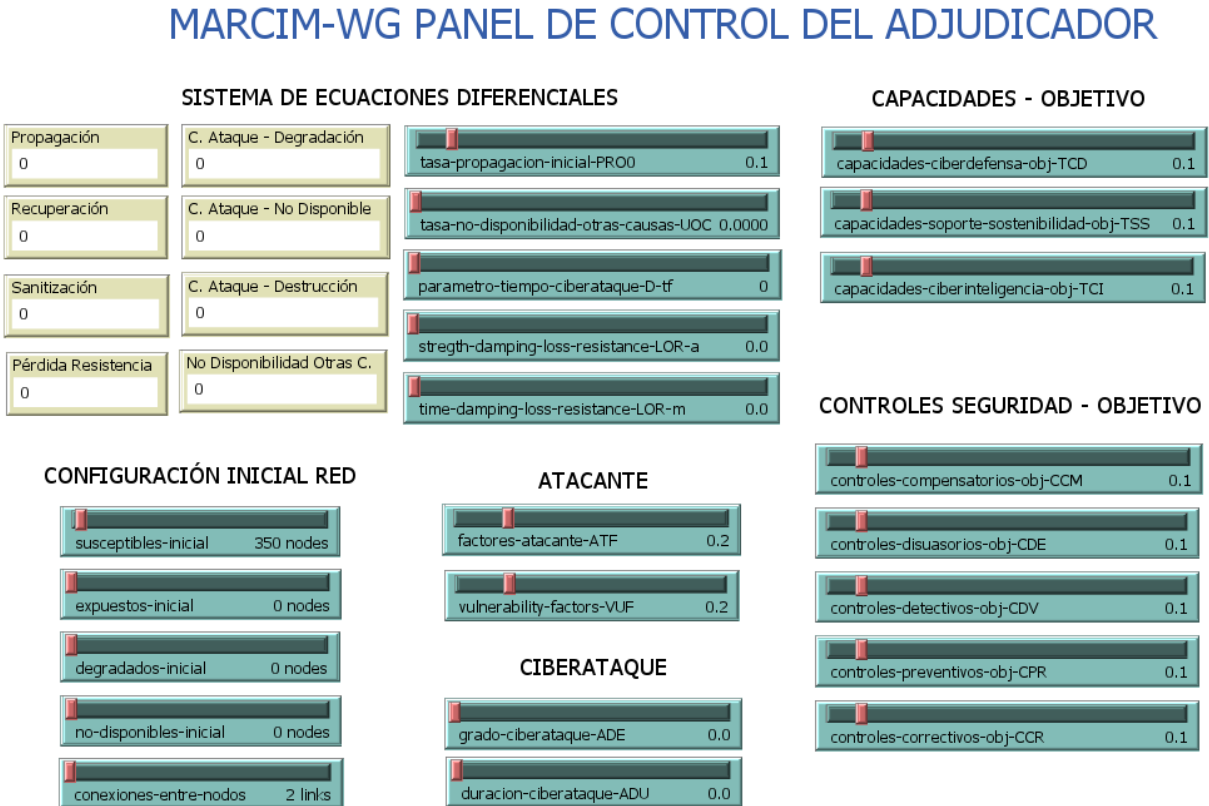 MARCIM-WG PANEL DE CONTROL DEL ADJUDICADOR
SISTEMA DE ECUACIONES DIFERENCIALES
Propagación
0
C. Ataque - Degradación
0
Recuperación
0
C. Ataque - No Disponible
0
Sanitización
0
C. Ataque - Destrucción
0
Pérdida Resistencia
0
No Disponibilidad Otras C.
0
tasa-propagacion-inicial-PRO0 0.1
tasa-no-disponibilidad-otras-causas-UOC 0.0000
parametro-tiempo-ciberataque-D-tf 0
stregth-damping-loss-resistance-LOR-a 0.0
time-damping-loss-resistance-LOR-m 0.0
CAPACIDADES - OBJETIVO
capacidades-ciberdefensa-obj-TCD 0.1
capacidades-soporte-sostenibilidad-obj-TSS 0.1
capacidades-ciberinteligencia-obj-TCI 0.1
CONFIGURACIÓN INICIAL RED
susceptibles-inicial 350 nodes
expuestos-inicial 0 nodes
degradados-inicial 0 nodes
no-disponibles-inicial 0 nodes
conexiones-entre-nodos 2 links
ATACANTE
factores-atacante-ATF 0.2
vulnerability-factors-VUF 0.2
CIBERATAQUE
grado-ciberataque-ADE 0.0
duracion-ciberataque-ADU 0.0
CONTROLES SEGURIDAD - OBJETIVO
controles-compensatorios-obj-CCM 0.1
controles-disuasorios-obj-CDE 0.1
controles-detectivos-obj-CDV 0.1
controles-preventivos-obj-CPR 0.1
controles-correctivos-obj-CCR 0.1